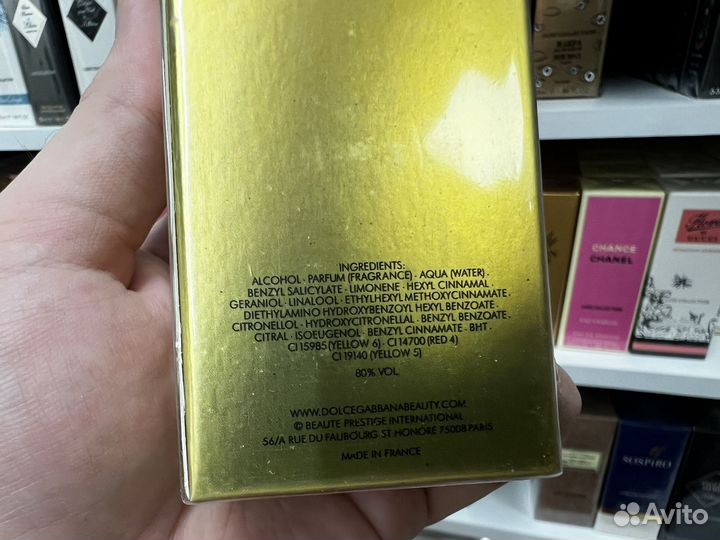 INGREDIENTS:
ALCOHOL · PARFUM (FRAGRANCE) · AQUA (WATER) ·
BENZYL SALICYLATE · LIMONENE · HEXYL CINNAMAL ·
GERANIOL · LINALOOL · ETHYLHEXYL METHOXYCINNAMATE ·
DIETHYLAMINO HYDROXYBENZOYL HEXYL BENZOATE ·
CITRONELLOL · HYDROXYCITRONELLAL · BENZYL BENZOATE ·
CITRAL · ISOEUGENOL · BENZYL CINNAMATE · BHT ·
CI 159B5 (YELLOW 6) · CI 14700 (RED 4)
CI 19140 (YELLOW 5)
80% VOL.
WWW.DOLCEGABBANABEAUTY.COM
© BEAUTE PRESTIGE INTERNATIONAL
56/A RUE DU FAUBOURG ST HONORE 75008 PARIS
MADE IN FRANCE
CHANCE
CHANEL
GUCCI
SOSPIRO
Avito